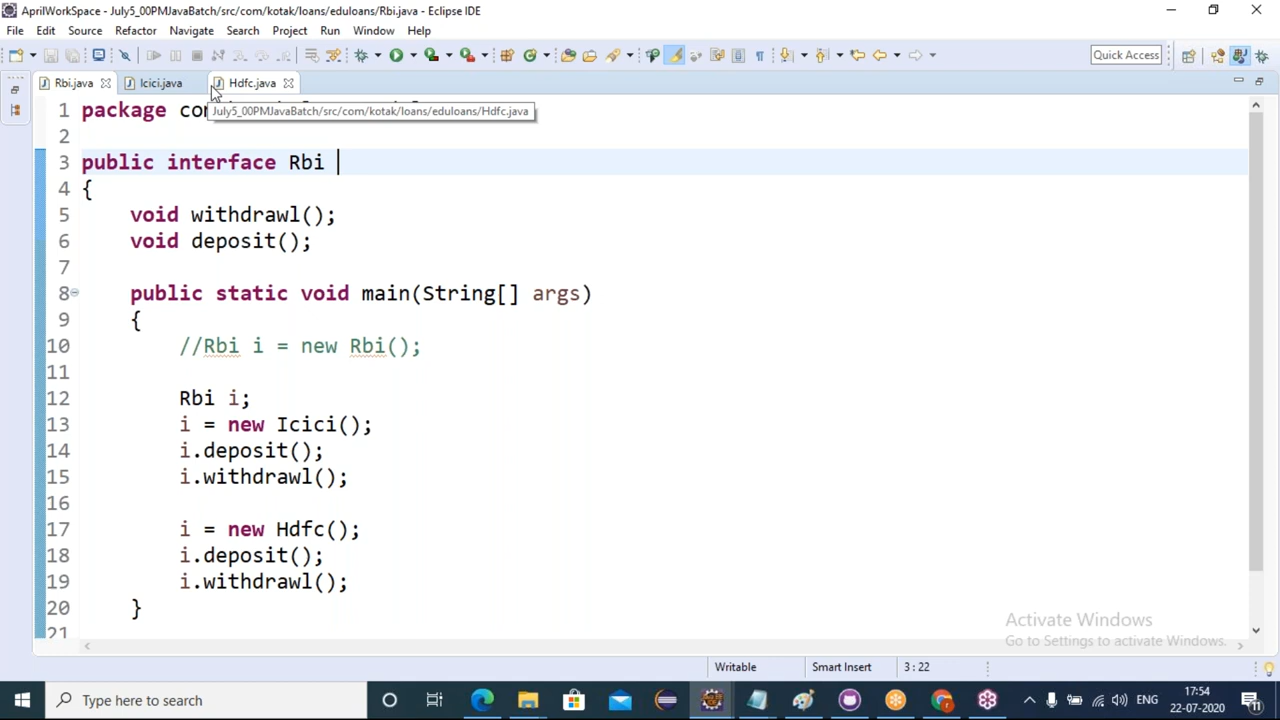 AprilWorkSpace - July5_00PMJavaBatch/src/com/kotak/loans/eduloans/Rbi.java - Eclipse IDE
File Edit Source Refactor Navigate Search Project Run Window Help
Quick Access
Rbi.java Icici.java Hdfc.java
1 package
July5_00PMJavaBatch/src/com/kotak/loans/eduloans/Hdfc.java
2
3 public interface Rbi
4 {
5 void withdrawl();
6 void deposit();
7
8 public static void main(String[] args)
9 {
10 //Rbi i = new Rbi();
11
12 Rbi i;
13 i = new Icici();
14 i.deposit();
15 i.withdrawl();
16
17 i = new Hdfc();
18 i.deposit();
19 i.withdrawl();
20 }
21
Activate Windows
Go to Settings to activate Windows.
Writable Smart Insert 3 : 22
Type here to search
ENG
17:54
22-07-2020
11